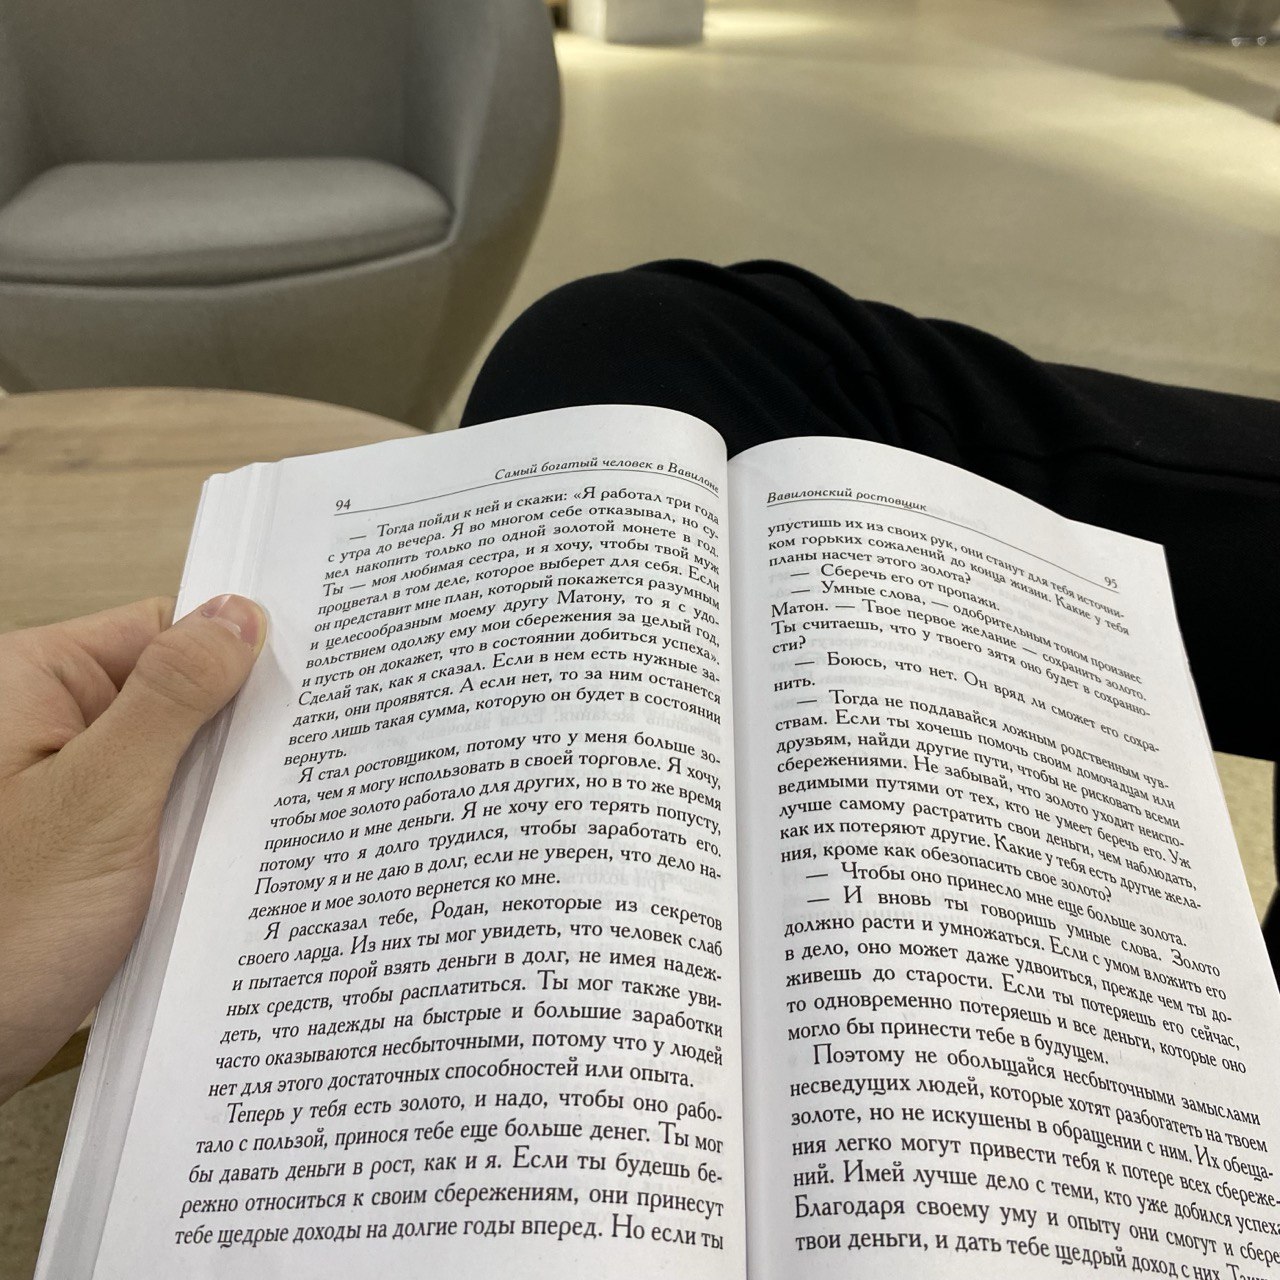 94
Самый богатый человек в Вавилоне
— Тогда пойди к ней и скажи: «Я работал три года
с утра до вечера. Я во многом себе отказывал, но су-
мел накопить только по одной золотой монете в год.
Ты — моя любимая сестра, и я хочу, чтобы твой муж
процветал в том деле, которое выберет для себя. Если
он представит мне план, который покажется разумным
и целесообразным моему другу Матону, то я с удо-
вольствием одолжу ему мои сбережения за целый год,
и пусть он докажет, что в состоянии добиться успеха».
Сделай так, как я сказал. Если в нем есть нужные за-
датки, они проявятся. А если нет, то за ним останется
всего лишь такая сумма, которую он будет в состоянии
вернуть.
Я стал ростовщиком, потому что у меня больше зо-
лота, чем я могу использовать в своей торговле. Я хочу,
чтобы мое золото работало для других, но в то же время
приносило и мне деньги. Я не хочу его терять попусту,
потому что я долго трудился, чтобы заработать его.
Поэтому я и не даю в долг, если не уверен, что дело на-
дежное и мое золото вернется ко мне.
Я рассказал тебе, Родан, некоторые из секретов
своего ларца. Из них ты мог увидеть, что человек слаб
и пытается порой взять деньги в долг, не имея надеж-
ных средств, чтобы расплатиться. Ты мог также уви-
деть, что надежды на быстрые и большие заработки
часто оказываются несбыточными, потому что у людей
нет для этого достаточных способностей или опыта.
Теперь у тебя есть золото, и надо, чтобы оно рабо-
тало с пользой, принося тебе еще больше денег. Ты мог
бы давать деньги в рост, как и я. Если ты будешь бе-
режно относиться к своим сбережениям, они принесут
тебе щедрые доходы на долгие годы вперед. Но если ты
Вавилонский ростовщик
95
упустишь их из своих рук, они станут для тебя источни-
ком горьких сожалений до конца жизни. Какие у тебя
планы насчет этого золота?
— Сберечь его от пропажи.
— Умные слова, — одобрительным тоном произнес
Матон. — Твое первое желание — сохранить золото.
Ты считаешь, что у твоего зятя оно будет в сохранно-
сти?
— Боюсь, что нет. Он вряд ли сможет его сохра-
нить.
— Тогда не поддавайся ложным родственным чув-
ствам. Если ты хочешь помочь своим домочадцам или
друзьям, найди другие пути, чтобы не рисковать всеми
сбережениями. Не забывай, что золото уходит неиспо-
ведимыми путями от тех, кто не умеет беречь его. Уж
лучше самому растратить свои деньги, чем наблюдать,
как их потеряют другие. Какие у тебя есть другие жела-
ния, кроме как обезопасить свое золото?
— Чтобы оно принесло мне еще больше золота.
— И вновь ты говоришь умные слова. Золото
должно расти и умножаться. Если с умом вложить его
в дело, оно может даже удвоиться, прежде чем ты до-
живешь до старости. Если ты потеряешь его сейчас,
то одновременно потеряешь и все деньги, которые оно
могло бы принести тебе в будущем.
Поэтому не обольщайся несбыточными замыслами
несведущих людей, которые хотят разбогатеть на твоем
золоте, но не искушены в обращении с ним. Их обеща-
ния легко могут привести тебя к потере всех сбереже-
ний. Имей лучше дело с теми, кто уже добился успеха
Благодаря своему уму и опыту они смогут и сбере
твои деньги, и дать тебе щедрый доход с них.